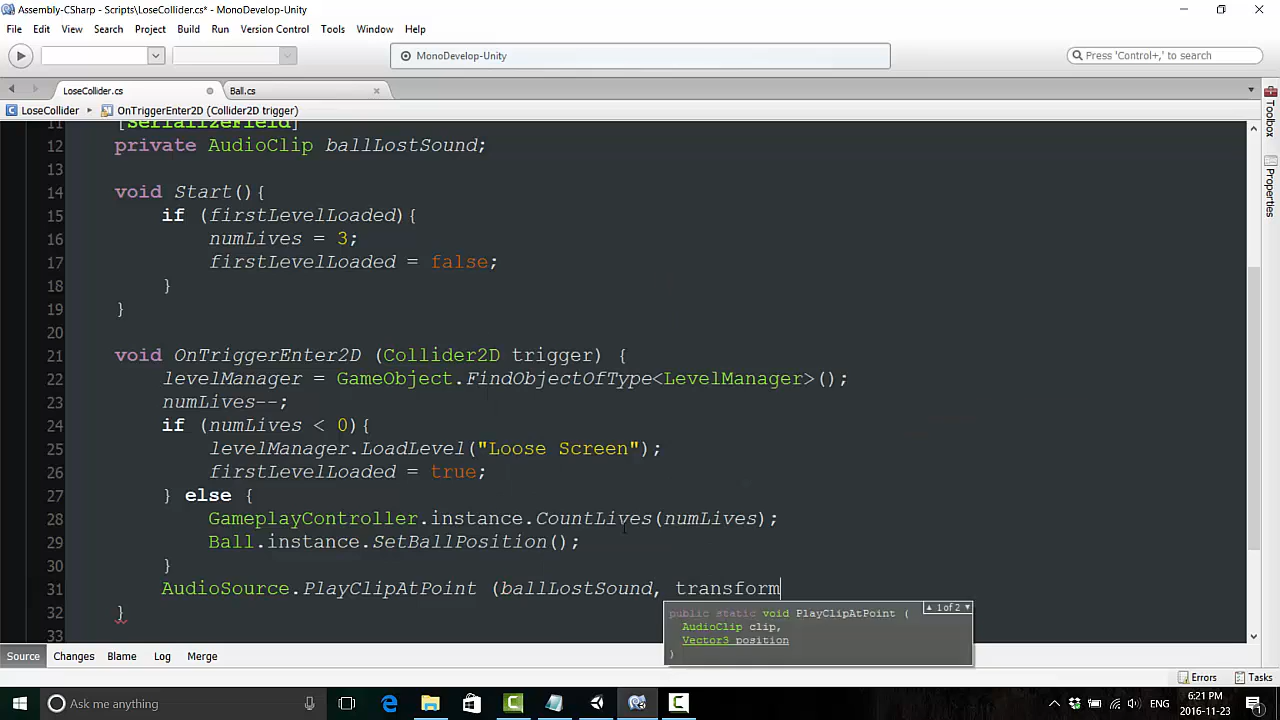 Assembly-CSharp - Scripts\LoseCollider.cs* - MonoDevelop-Unity
File Edit View Search Project Build Run Version Control Tools Window Help
MonoDevelop-Unity
Press 'Control+,' to search
LoseCollider.cs Ball.cs
LoseCollider OnTriggerEnter2D (Collider2D trigger)
Toolbox
Properties
11 [SerializeField]
12 private AudioClip ballLostSound;
13
14 void Start(){
15 if (firstLevelLoaded){
16 numLives = 3;
17 firstLevelLoaded = false;
18 }
19 }
20
21 void OnTriggerEnter2D (Collider2D trigger) {
22 levelManager = GameObject.FindObjectOfType<LevelManager>();
23 numLives--;
24 if (numLives < 0){
25 levelManager.LoadLevel("Loose Screen");
26 firstLevelLoaded = true;
27 } else {
28 GameplayController.instance.CountLives(numLives);
29 Ball.instance.SetBallPosition();
30 }
31 AudioSource.PlayClipAtPoint (ballLostSound, transform
32 }
33
1 of 2
public static void PlayClipAtPoint (
AudioClip clip,
Vector3 position
)
Source Changes Blame Log Merge
Errors Tasks
Ask me anything
ENG 6:21 PM
2016-11-23